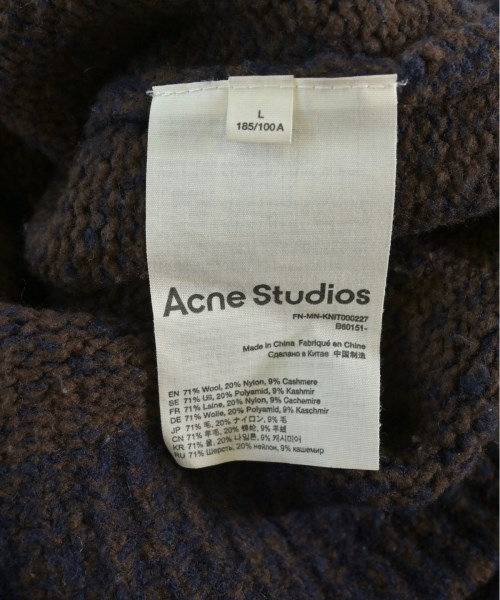 L
185/100A
Acne Studios
FN-MN-KNIT000227
B60151-
Made in China Fabriqué en Chine
Сделано в Китае 中国制造
EN 71% Wool, 20% Nylon, 9% Cashmere
SE 71% Ull, 20% Polyamid, 9% Kashmir
FR 71% Laine, 20% Nylon, 9% Cachemire
DE 71% Wolle, 20% Polyamid, 9% Kaschmir
JP 71% 毛, 20% ナイロン, 9% 毛
CN 71% 羊毛, 20% 锦纶, 9% 羊绒
KR 71% 울, 20% 나일론, 9% 캐시미어
RU 71% Шерсть, 20% нейлон, 9% кашемир